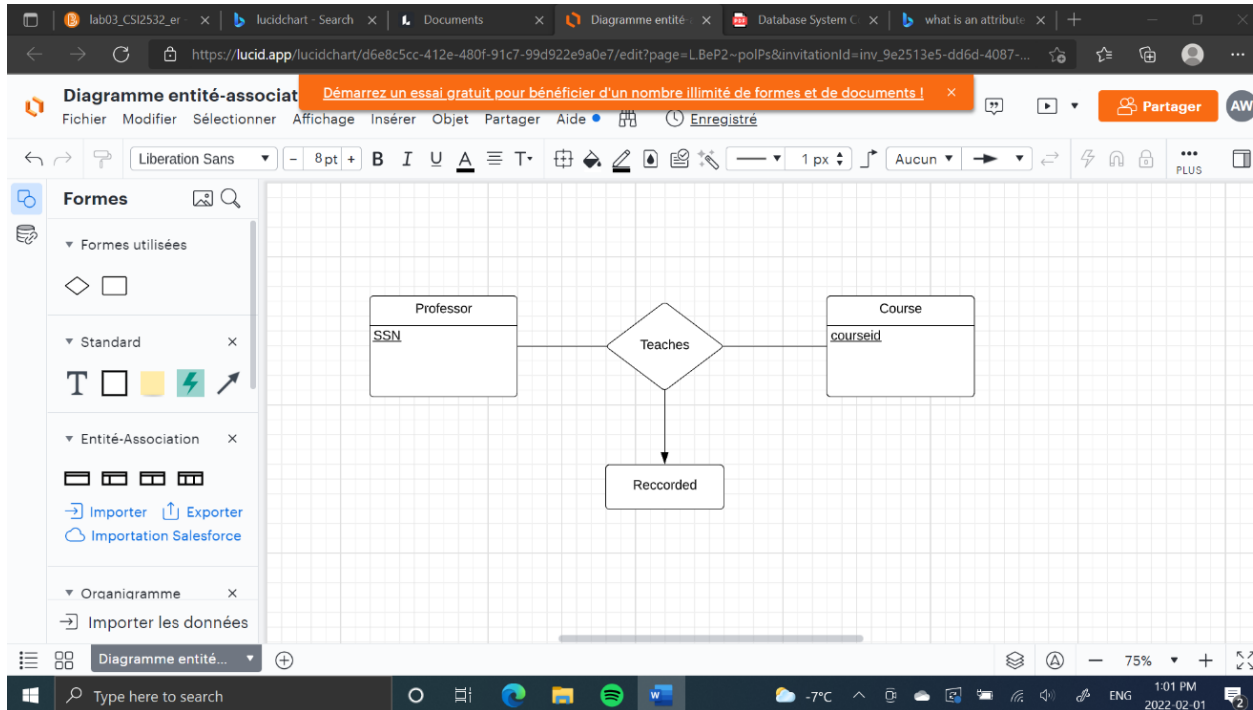 lab03_CSI2532_er -
lucidchart - Search
Documents
Diagramme entité-a
Database System C
what is an attribute
https://lucid.app/lucidchart/d6e8c5cc-412e-480f-91c7-99d922e9a0e7/edit?page=L.BeP2~polPs&invitationId=inv_9e2513e5-dd6d-4087-...
Démarrez un essai gratuit pour bénéficier d'un nombre illimité de formes et de documents !
Diagramme entité-associat
Partager
AW
Fichier Modifier Sélectionner Affichage Insérer Objet Partager Aide Enregistré
Liberation Sans - 8 pt + B I U A T 1 px Aucun PLUS
Formes
Formes utilisées
Standard
T
Entité-Association
Importer Exporter
Importation Salesforce
Organigramme
Importer les données
Professor
SSN
Teaches
Course
courseid
Reccorded
Diagramme entité...
75%
Type here to search
-7°C
ENG
1:01 PM
2022-02-01
2